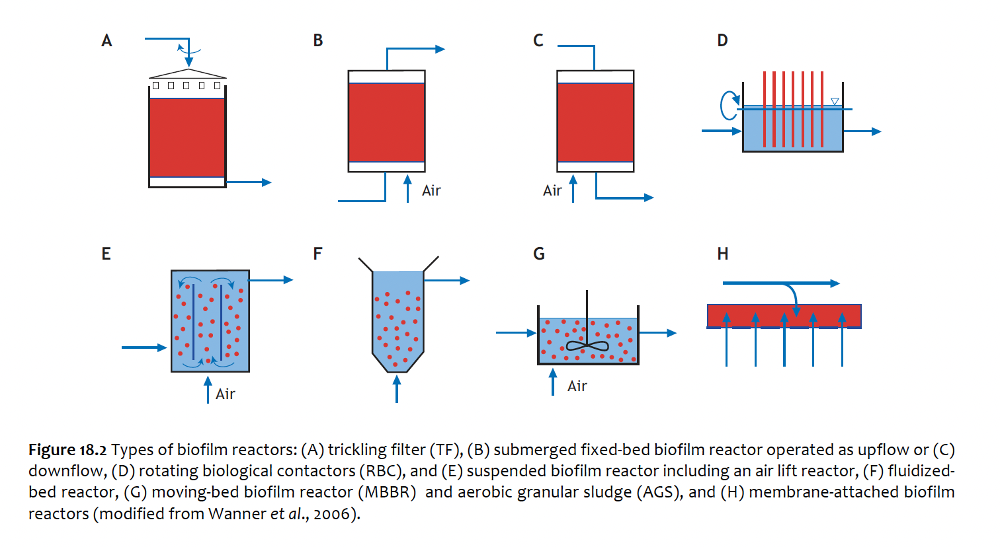 A
B
C
D
Air
Air
E
F
G
H
Air
Air
Figure 18.2 Types of biofilm reactors: (A) trickling filter (TF), (B) submerged fixed-bed biofilm reactor operated as upflow or (C)
downflow, (D) rotating biological contactors (RBC), and (E) suspended biofilm reactor including an air lift reactor, (F) fluidized-
bed reactor, (G) moving-bed biofilm reactor (MBBR) and aerobic granular sludge (AGS), and (H) membrane-attached biofilm
reactors (modified from Wanner et al., 2006).